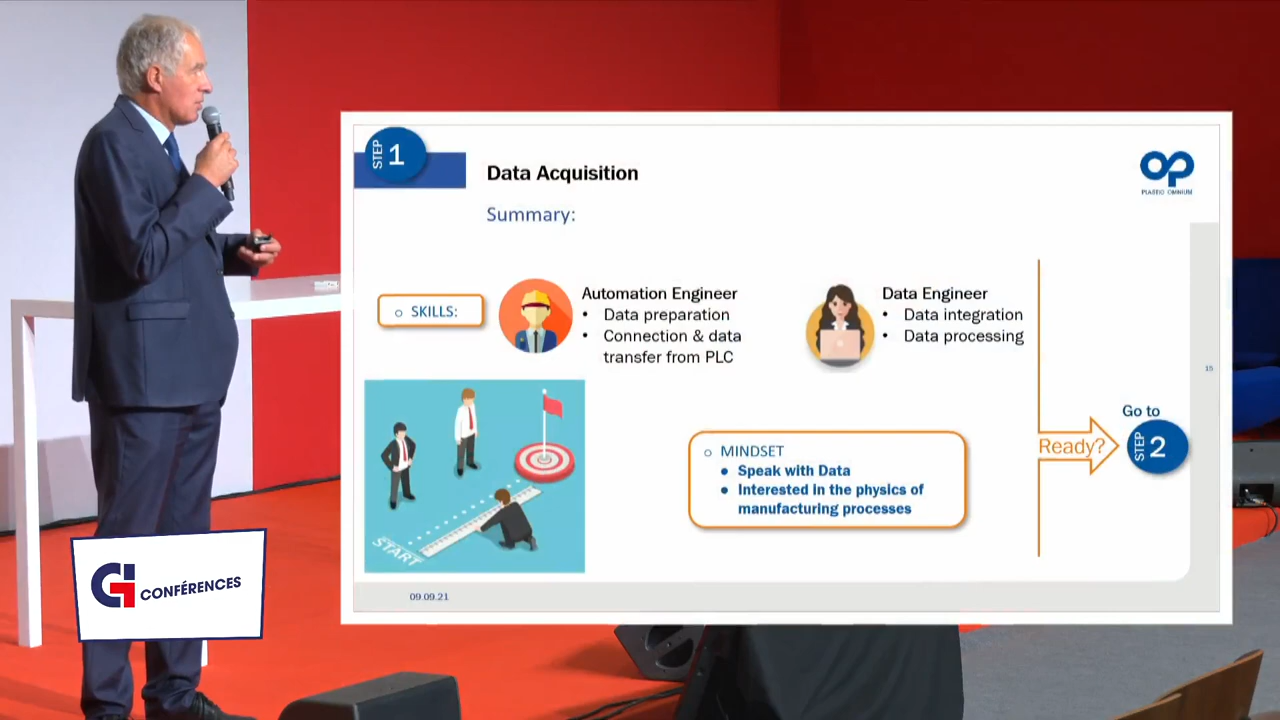 STEP 1
Data Acquisition
OP
PLASTIC OMNIUM
Summary:
SKILLS:
Automation Engineer
• Data preparation
• Connection & data
transfer from PLC
Data Engineer
• Data integration
• Data processing
15
START
MINDSET
• Speak with Data
• Interested in the physics of
manufacturing processes
Ready?
Go to
STEP 2
09.09.21
GI CONFÉRENCES